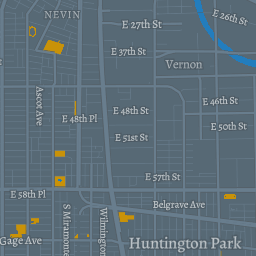 NEVIN
E 26th St
E 27th St
E 37th St
Vernon
Ascot Ave
E 46th St
E 48th St
E 48th Pl
E 50th St
E 51st St
E 57th St
E 58th Pl
Belgrave Ave
S Miramonte
Wilmington
Gage Ave
Huntington Park